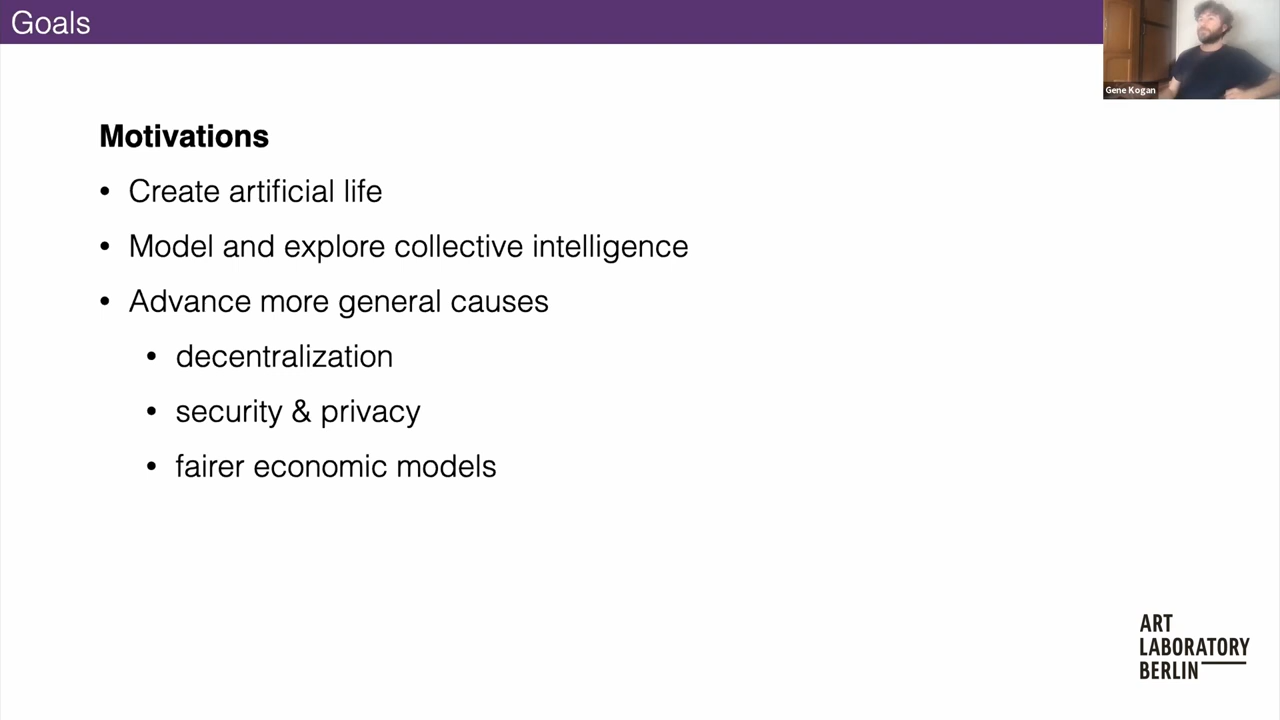 Goals
Gene Kogan
Motivations
• Create artificial life
• Model and explore collective intelligence
• Advance more general causes
• decentralization
• security & privacy
• fairer economic models
ART
LABORATORY
BERLIN